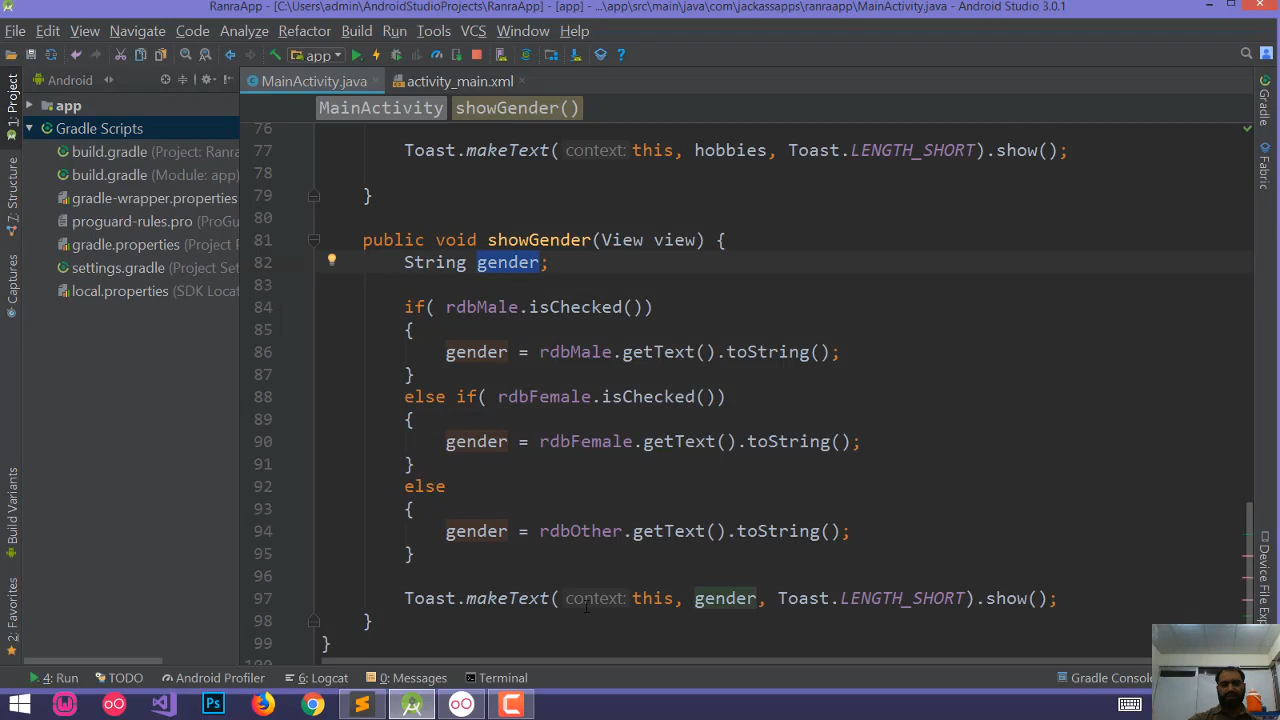 RanraApp - [C:\Users\admin\AndroidStudioProjects\RanraApp] - [app] - ...\app\src\main\java\com\jackassapps\ranraapp\MainActivity.java - Android Studio 3.0.1
File Edit View Navigate Code Analyze Refactor Build Run Tools VCS Window Help
app
Android MainActivity.java activity_main.xml
MainActivity showGender()
1: Project
7: Structure
Captures
Build Variants
2: Favorites
app
Gradle Scripts
build.gradle (Project: Ranra
build.gradle (Module: app)
gradle-wrapper.properties
proguard-rules.pro (ProGu
gradle.properties (Project
settings.gradle (Project Set
local.properties (SDK Locat
76
77 Toast.makeText( context: this, hobbies, Toast.LENGTH_SHORT).show();
78
79 }
80
81 public void showGender(View view) {
82 String gender;
83
84 if( rdbMale.isChecked())
85 {
86 gender = rdbMale.getText().toString();
87 }
88 else if( rdbFemale.isChecked())
89 {
90 gender = rdbFemale.getText().toString();
91 }
92 else
93 {
94 gender = rdbOther.getText().toString();
95 }
96
97 Toast.makeText( context: this, gender, Toast.LENGTH_SHORT).show();
98 }
99 }
100
Gradle
Fabric
Device File Exp
4: Run TODO Android Profiler 6: Logcat 0: Messages Terminal Gradle Conso
Ps